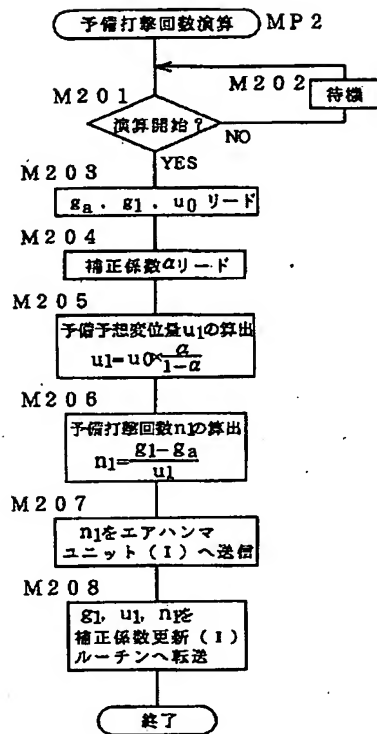 予備打撃回数演算 MP2
M201
M202
待機
演算開始?
NO
YES
M203
ga, g1, u0 リード
M204
補正係数αリード
M205
予備予想変位量u1の算出
u1=u0×α/1-α
M206
予備打撃回数n1の算出
n1=g1-ga/u1
M207
n1をエアハンマ
ユニット(I)へ送信
M208
g1, u1, n1を
補正係数更新(I)
ルーチンへ転送
終了